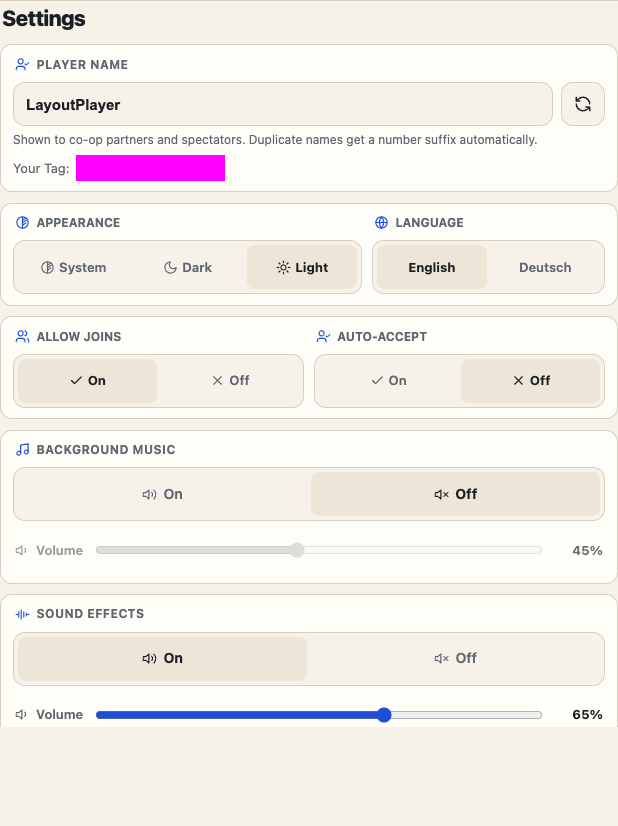 Settings
PLAYER NAME
LayoutPlayer
Shown to co-op partners and spectators. Duplicate names get a number suffix automatically.
Your Tag:
APPEARANCE
System Dark Light
LANGUAGE
English Deutsch
ALLOW JOINS
On Off
AUTO-ACCEPT
On Off
BACKGROUND MUSIC
On Off
Volume 45%
SOUND EFFECTS
On Off
Volume 65%